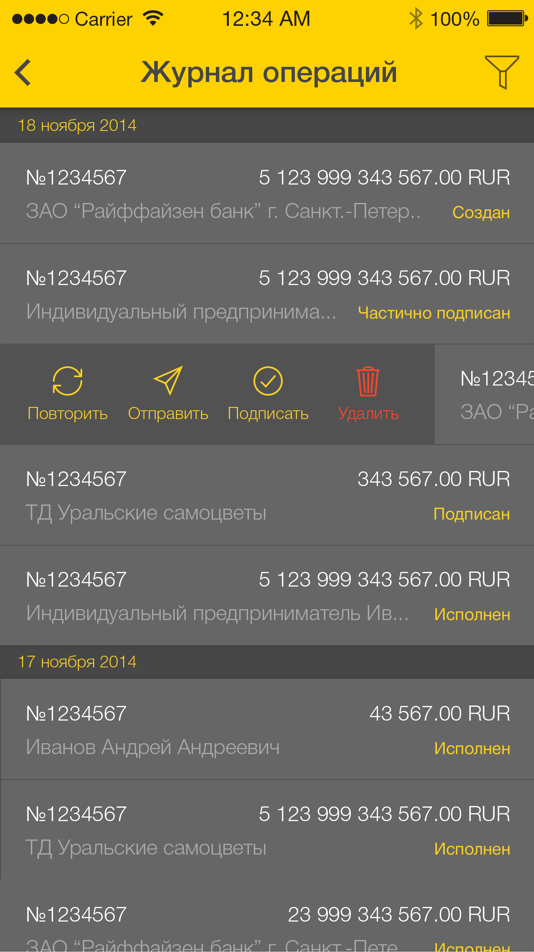 Carrier 12:34 AM 100%
Журнал операций
18 ноября 2014
№1234567 5 123 999 343 567.00 RUR
ЗАО “Райффайзен банк” г. Санкт.-Петер.. Создан
№1234567 5 123 999 343 567.00 RUR
Индивидуальный предпринима... Частично подписан
№12345
Повторить Отправить Подписать Удалить ЗАО “Ра
№1234567 343 567.00 RUR
ТД Уральские самоцветы Подписан
№1234567 5 123 999 343 567.00 RUR
Индивидуальный предприниматель Ив... Исполнен
17 ноября 2014
№1234567 43 567.00 RUR
Иванов Андрей Андреевич Исполнен
№1234567 5 123 999 343 567.00 RUR
ТД Уральские самоцветы Исполнен
№1234567 23 999 343 567.00 RUR
ЗАО “Райффайзен банк” г. Санкт.-Пете... Исполнен